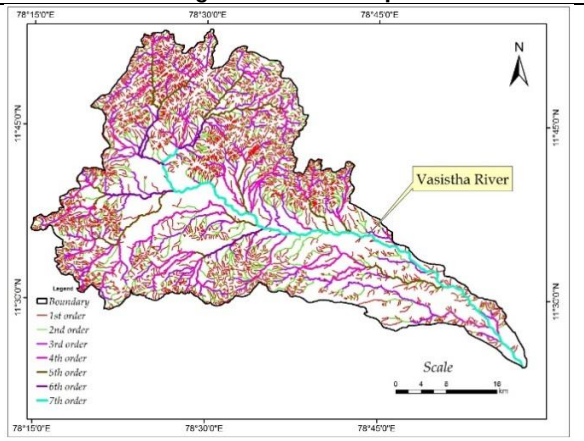 78°15'0"E 78°30'0"E 78°45'0"E
N
11°45'0"N 11°45'0"N
Vasistha River
11°30'0"N 11°30'0"N
Legend
Boundary
1st order
2nd order
3rd order
4th order
5th order
6th order
7th order
Scale
0 4 8 16
km
78°15'0"E 78°30'0"E 78°45'0"E